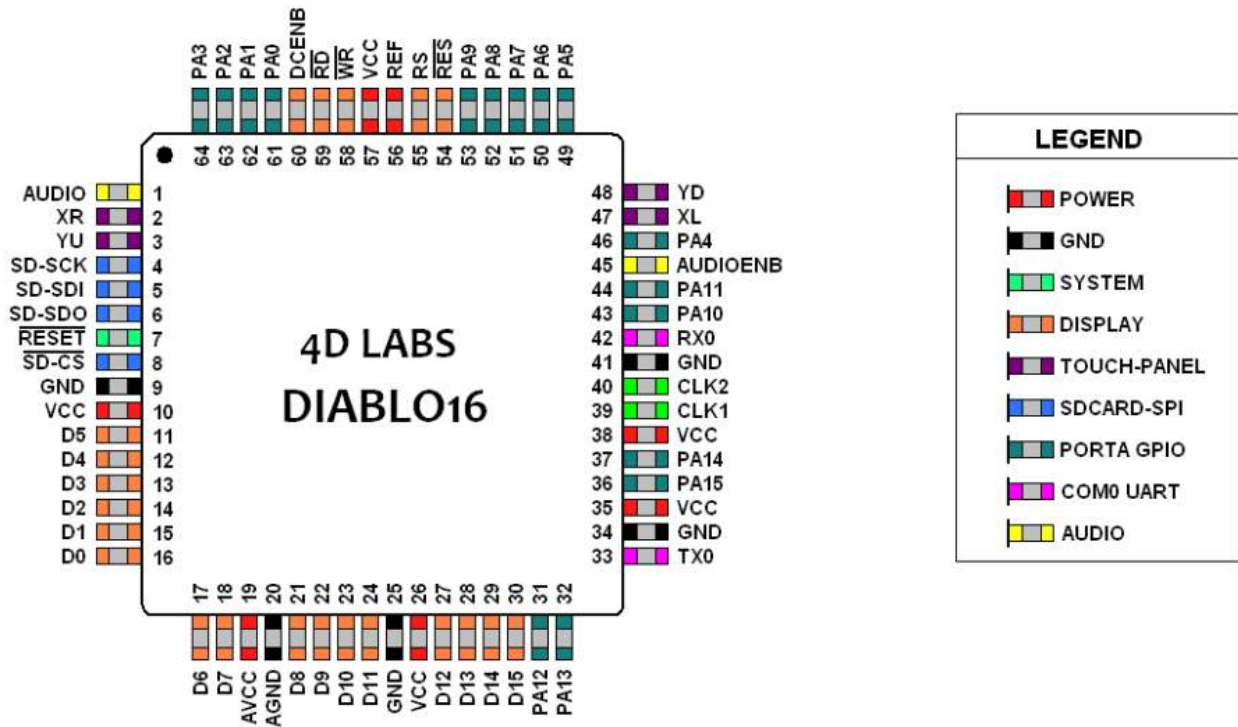 PA3 PA2 PA1 PA0 DCENB RD WR VCC REF RS RES PA9 PA8 PA7 PA6 PA5
64 63 62 61 60 59 58 57 56 55 54 53 52 51 50 49
AUDIO 1
XR 2
YU 3
SD-SCK 4
SD-SDI 5
SD-SDO 6
RESET 7
SD-CS 8
GND 9
VCC 10
D5 11
D4 12
D3 13
D2 14
D1 15
D0 16
4D LABS
DIABLO16
48 YD
47 XL
46 PA4
45 AUDIOENB
44 PA11
43 PA10
42 RX0
41 GND
40 CLK2
39 CLK1
38 VCC
37 PA14
36 PA15
35 VCC
34 GND
33 TX0
17 18 19 20 21 22 23 24 25 26 27 28 29 30 31 32
D6 D7 AVCC AGND D8 D9 D10 D11 GND VCC D12 D13 D14 D15 PA12 PA13
LEGEND
POWER
GND
SYSTEM
DISPLAY
TOUCH-PANEL
SDCARD-SPI
PORTA GPIO
COM0 UART
AUDIO